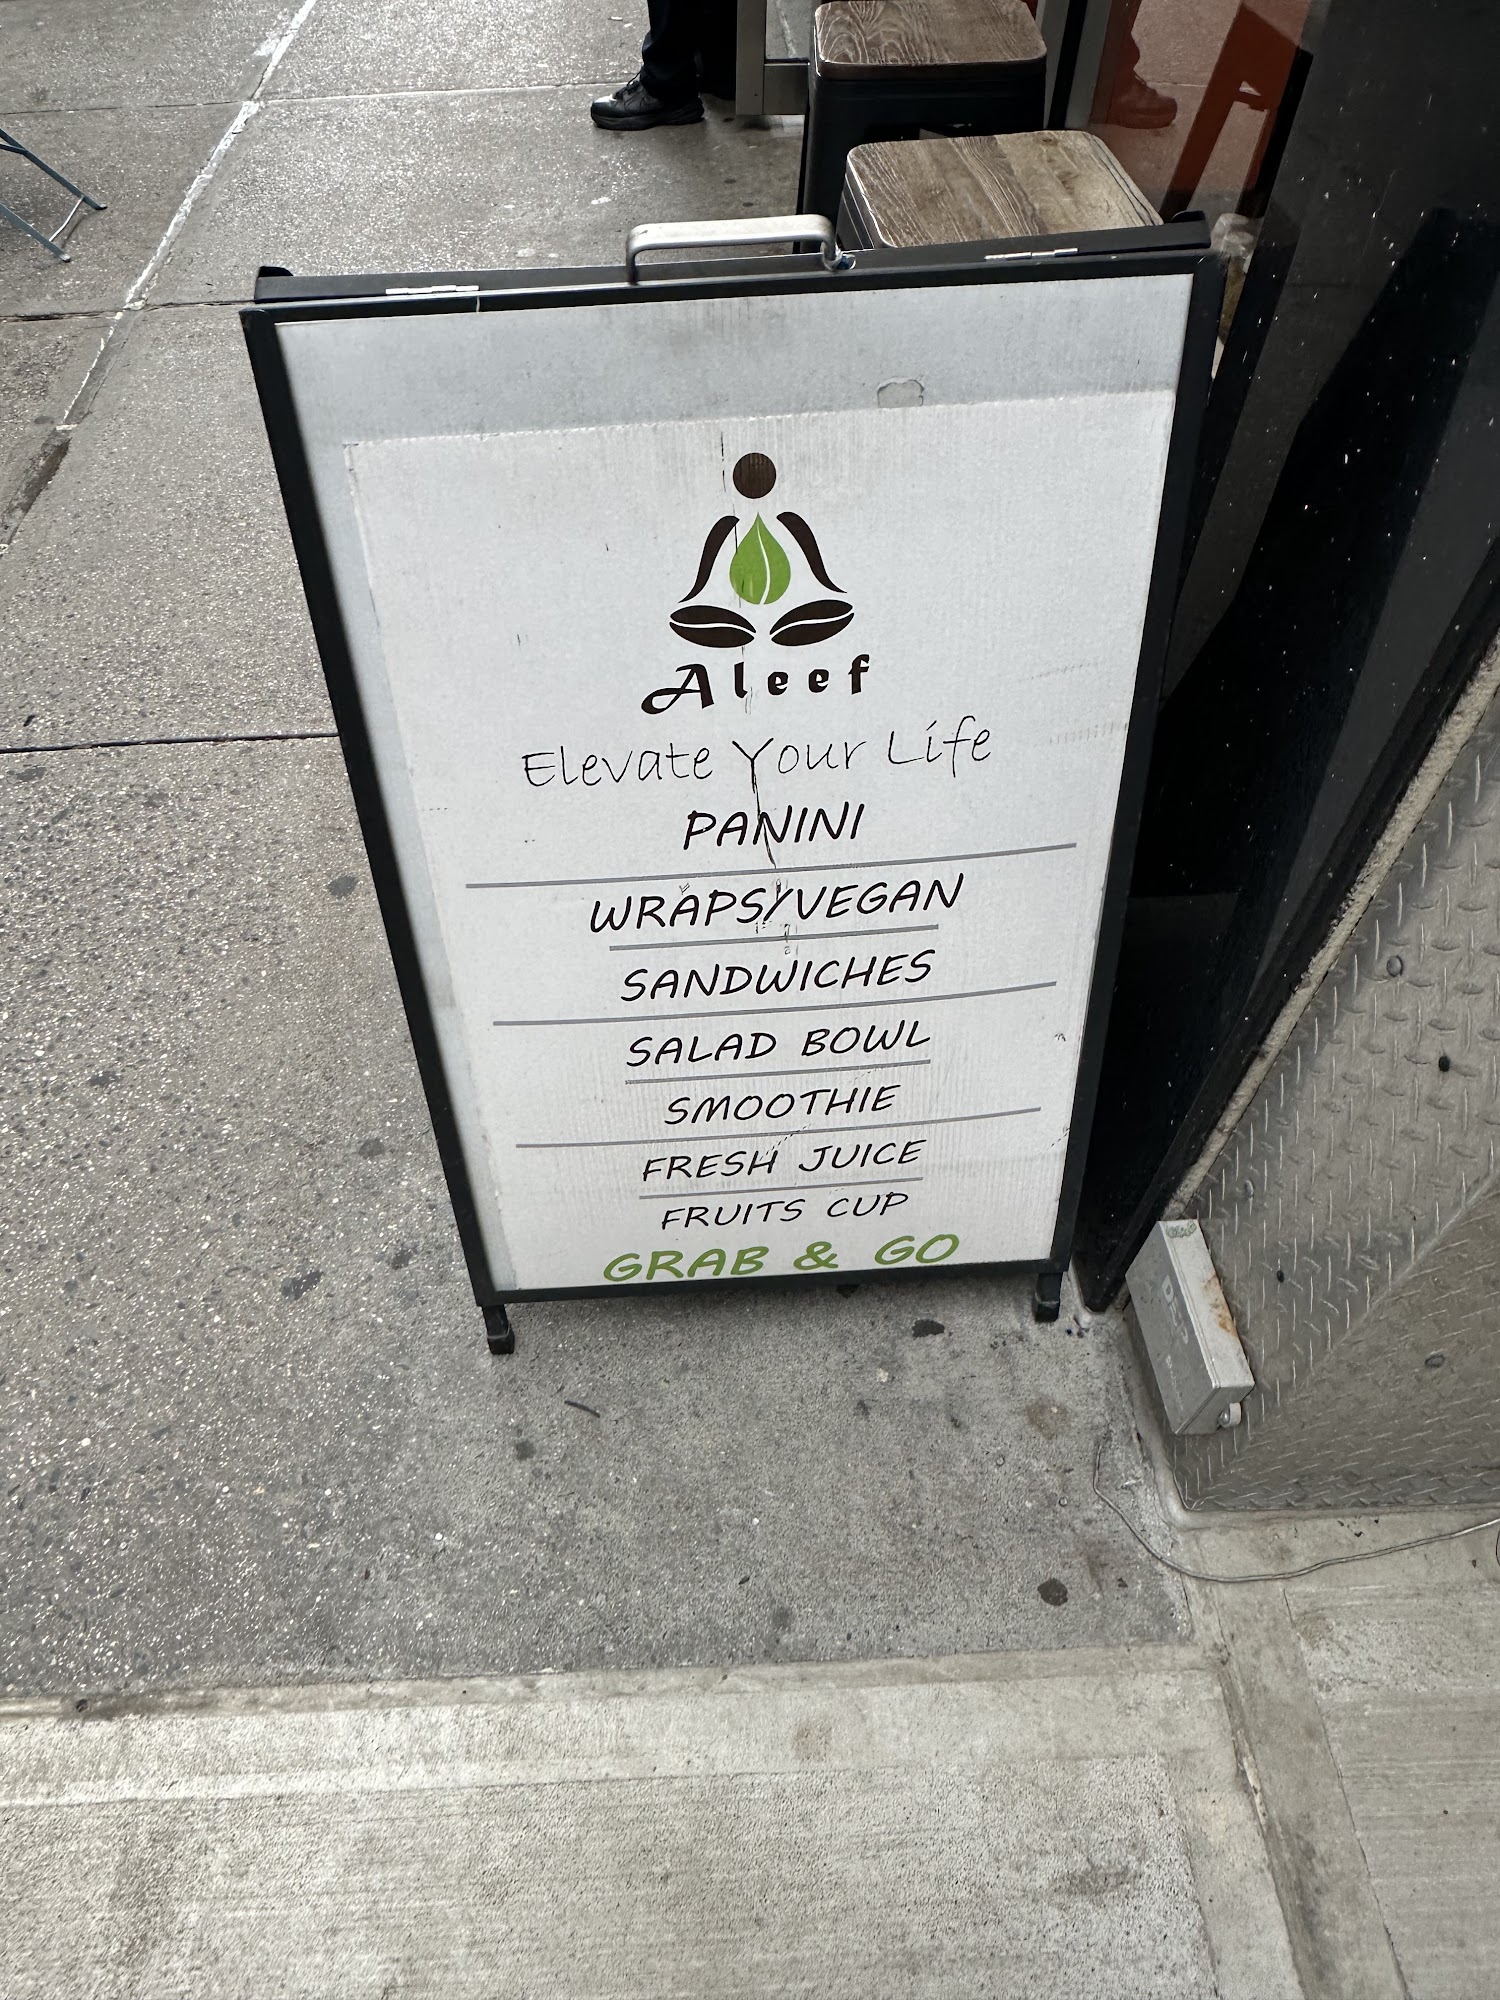 Aleef
Elevate Your Life
PANINI
WRAPS/VEGAN
SANDWICHES
SALAD BOWL
SMOOTHIE
FRESH JUICE
FRUITS CUP
GRAB & GO